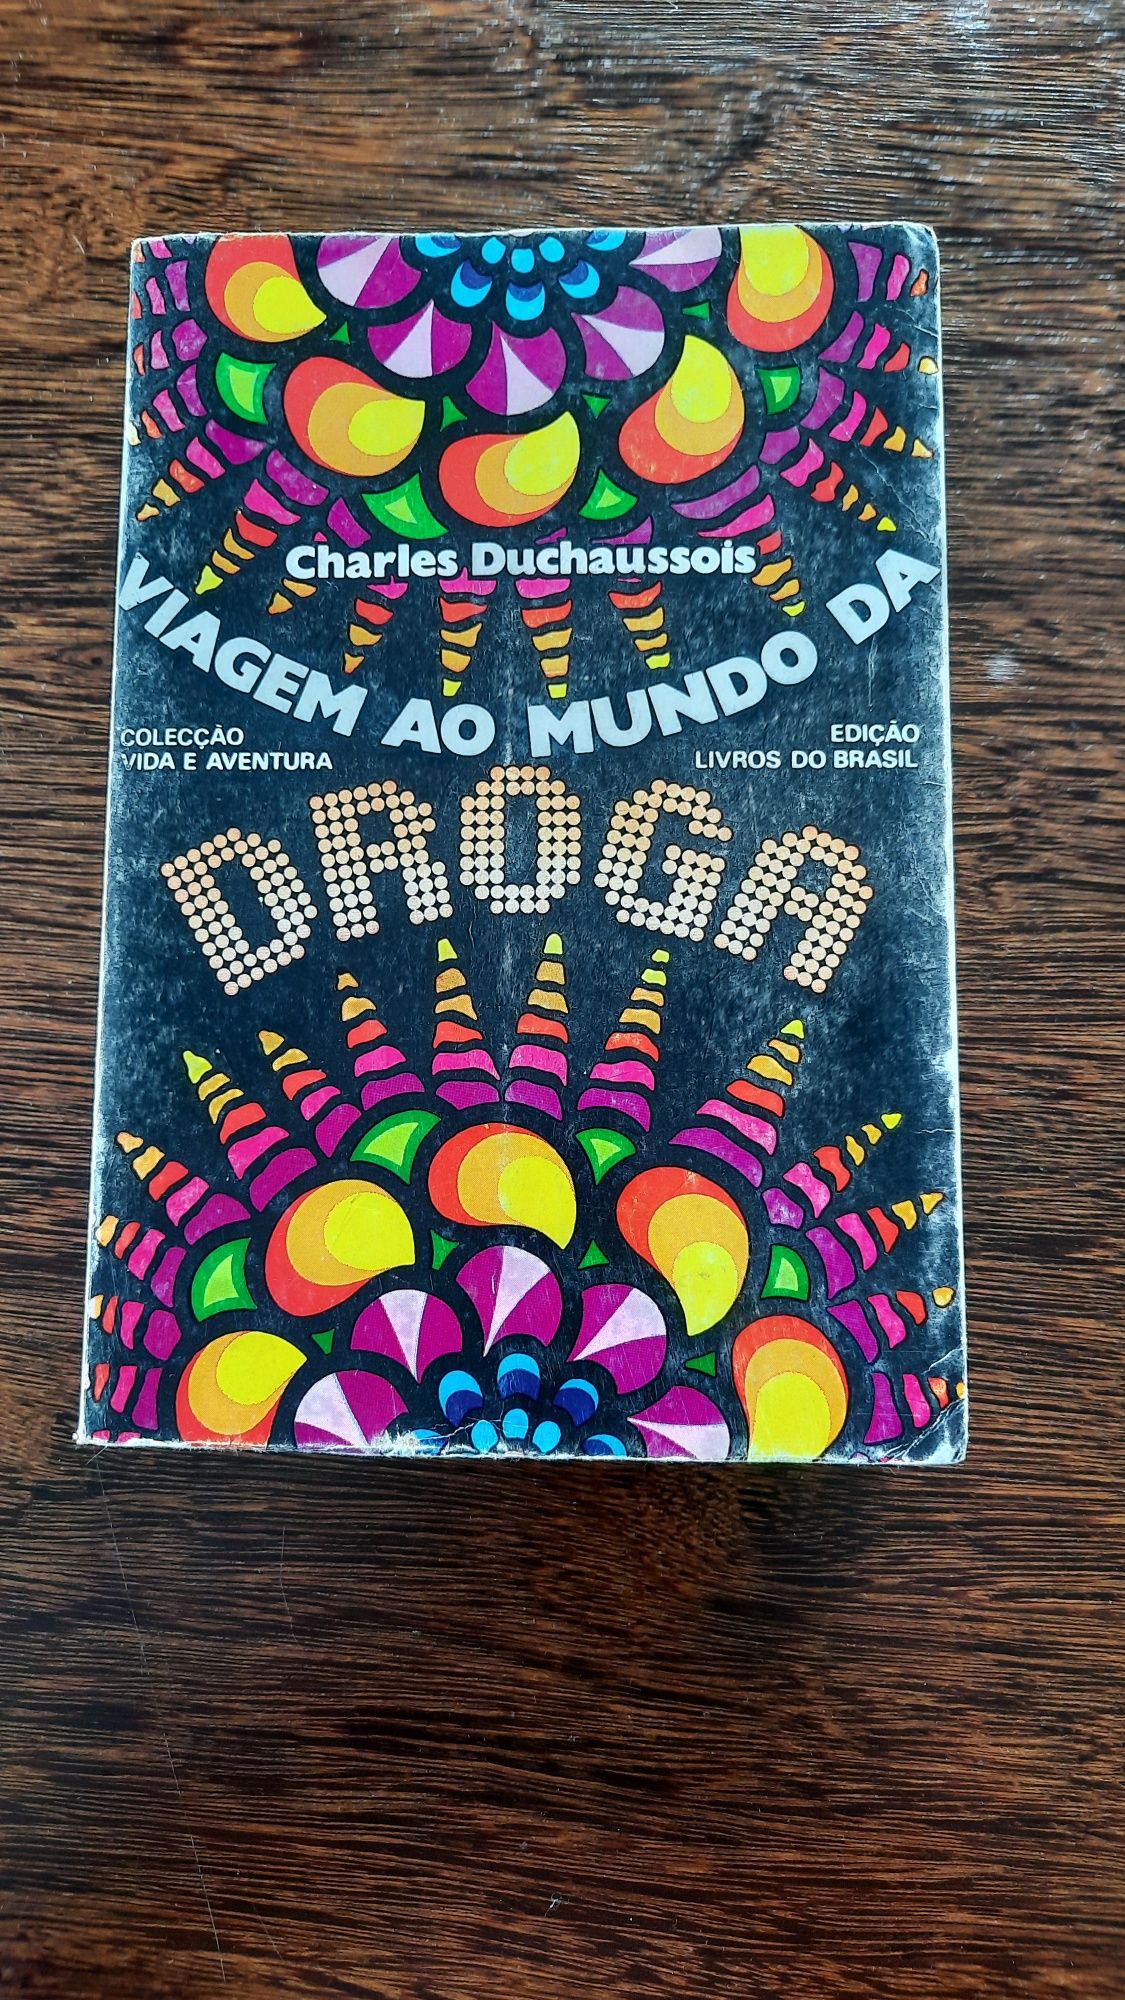 Charles Duchaussois
VIAGEM AO MUNDO DA
COLECÇÃO
VIDA E AVENTURA
EDIÇÃO
LIVROS DO BRASIL
DROGA